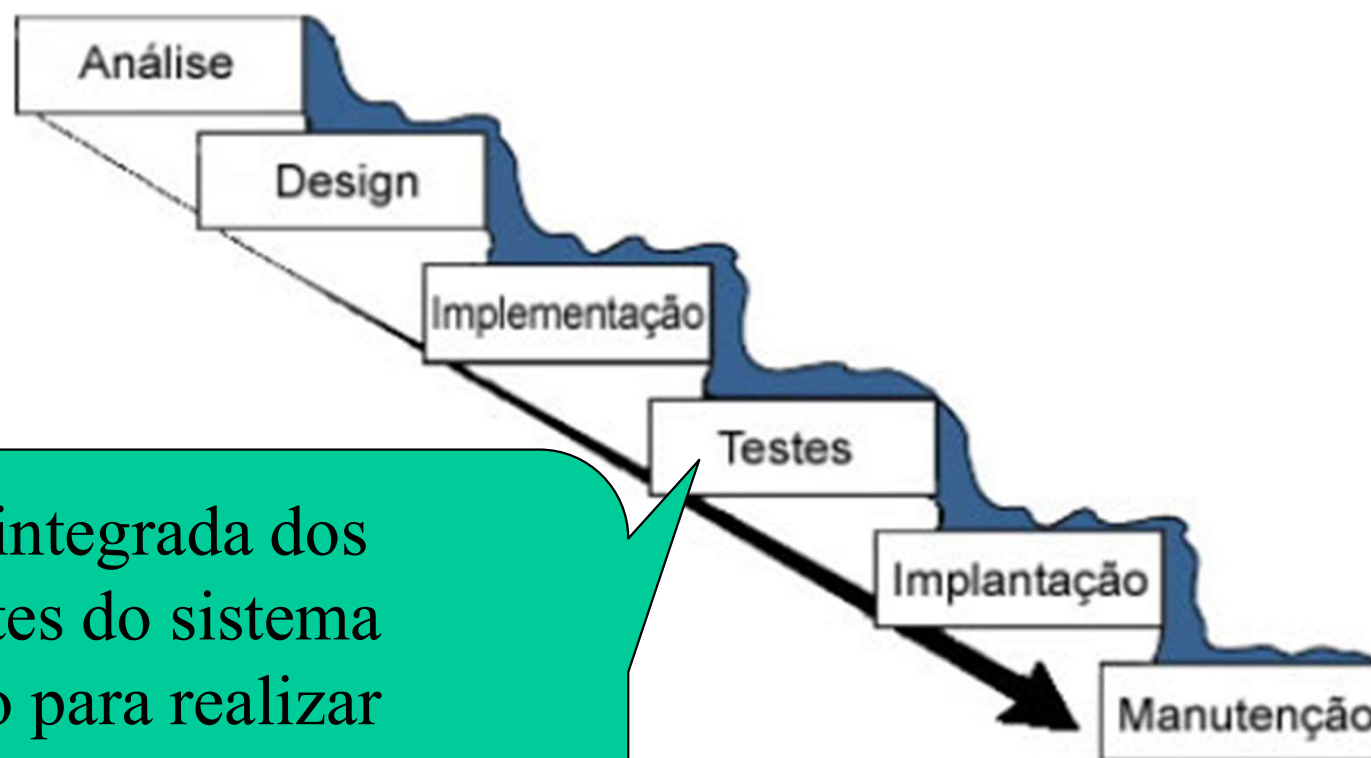 Análise
Design
Implementação
Testes
integrada dos
tes do sistema
o para realizar
Implantação
Manutenção